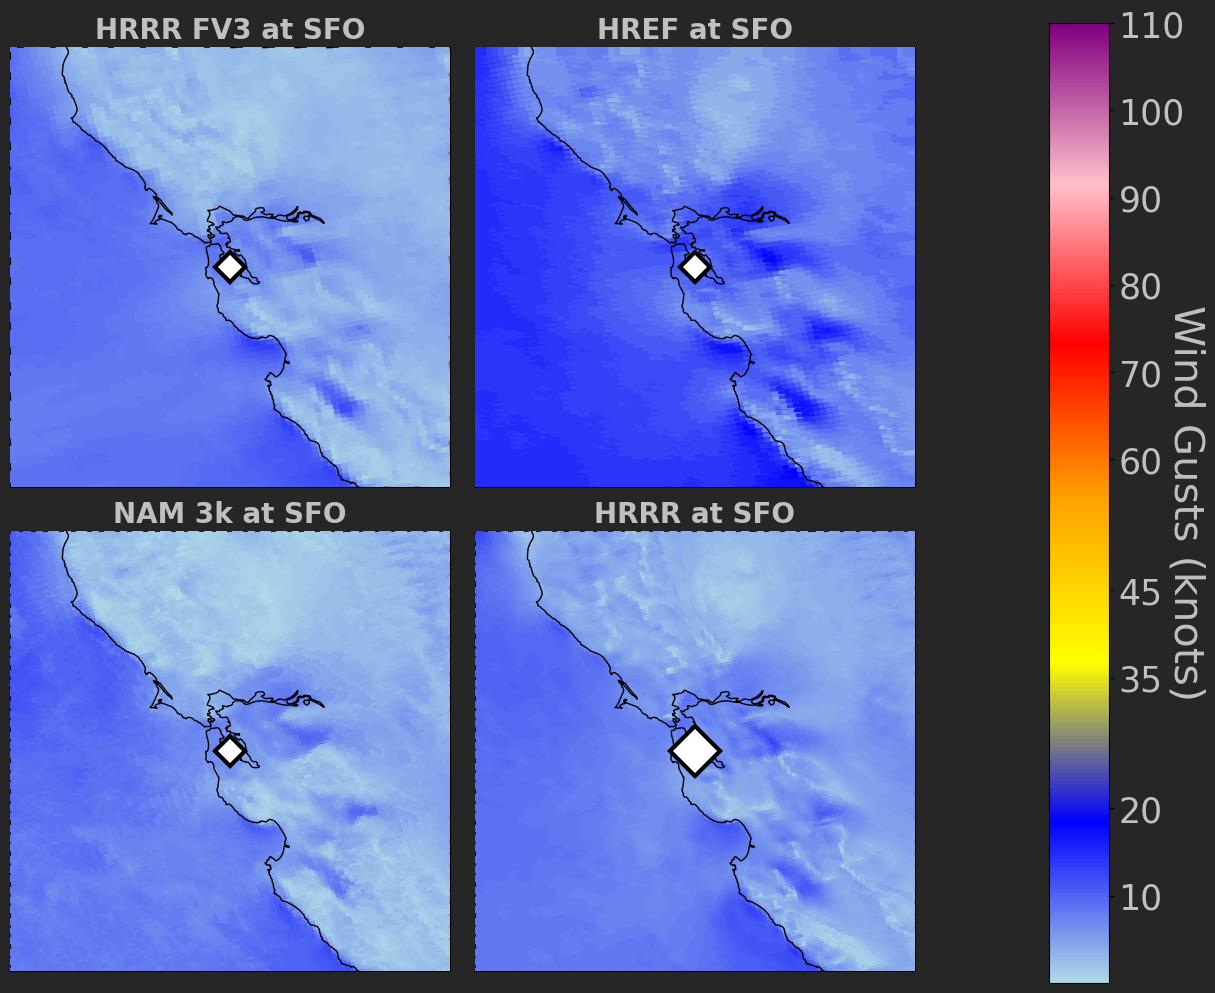 HRRR FV3 at SFO
HREF at SFO
NAM 3k at SFO
HRRR at SFO
110
100
90
80
70
60
45
35
20
10
Wind Gusts (knots)